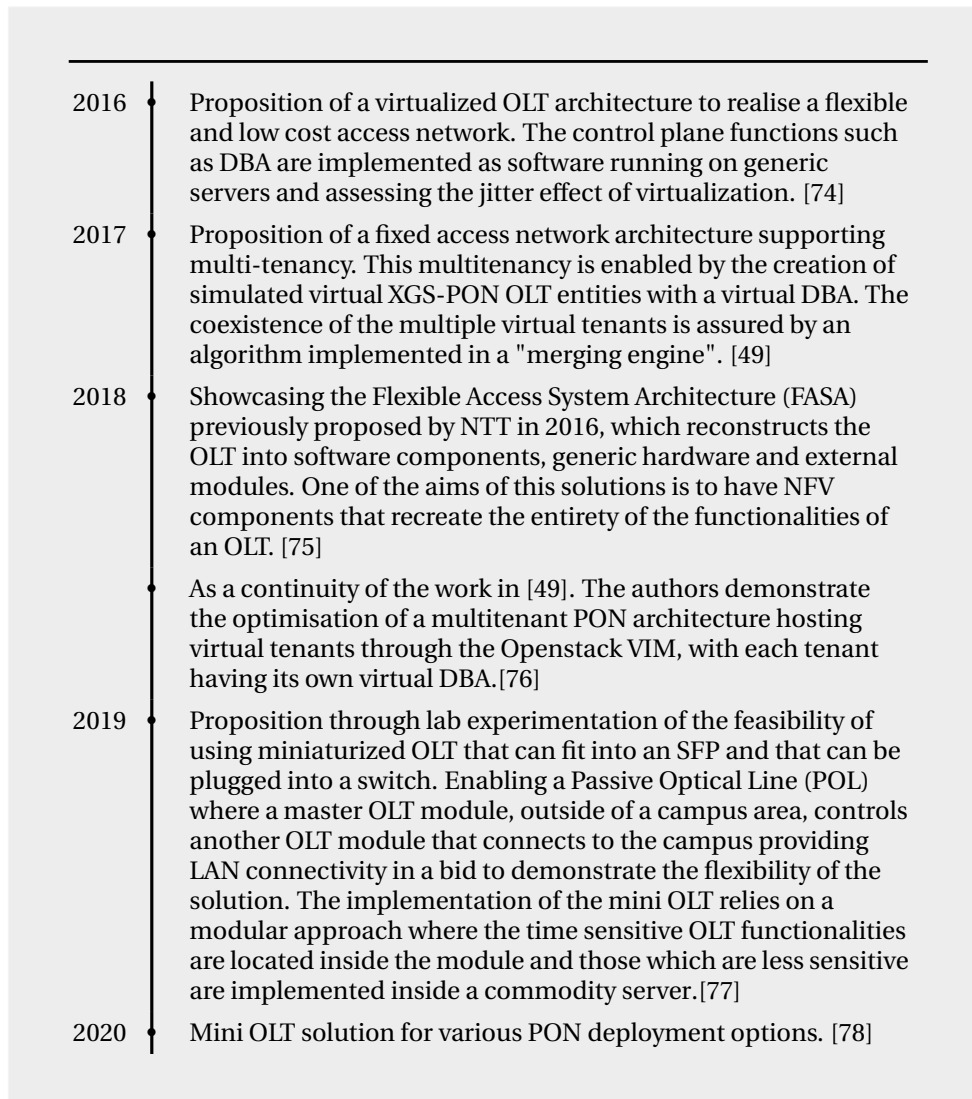 2016 Proposition of a virtualized OLT architecture to realise a flexible
and low cost access network. The control plane functions such
as DBA are implemented as software running on generic
servers and assessing the jitter effect of virtualization. [74]
2017 Proposition of a fixed access network architecture supporting
multi-tenancy. This multitenancy is enabled by the creation of
simulated virtual XGS-PON OLT entities with a virtual DBA. The
coexistence of the multiple virtual tenants is assured by an
algorithm implemented in a "merging engine". [49]
2018 Showcasing the Flexible Access System Architecture (FASA)
previously proposed by NTT in 2016, which reconstructs the
OLT into software components, generic hardware and external
modules. One of the aims of this solutions is to have NFV
components that recreate the entirety of the functionalities of
an OLT. [75]
As a continuity of the work in [49]. The authors demonstrate
the optimisation of a multitenant PON architecture hosting
virtual tenants through the Openstack VIM, with each tenant
having its own virtual DBA.[76]
2019 Proposition through lab experimentation of the feasibility of
using miniaturized OLT that can fit into an SFP and that can be
plugged into a switch. Enabling a Passive Optical Line (POL)
where a master OLT module, outside of a campus area, controls
another OLT module that connects to the campus providing
LAN connectivity in a bid to demonstrate the flexibility of the
solution. The implementation of the mini OLT relies on a
modular approach where the time sensitive OLT functionalities
are located inside the module and those which are less sensitive
are implemented inside a commodity server.[77]
2020 Mini OLT solution for various PON deployment options. [78]